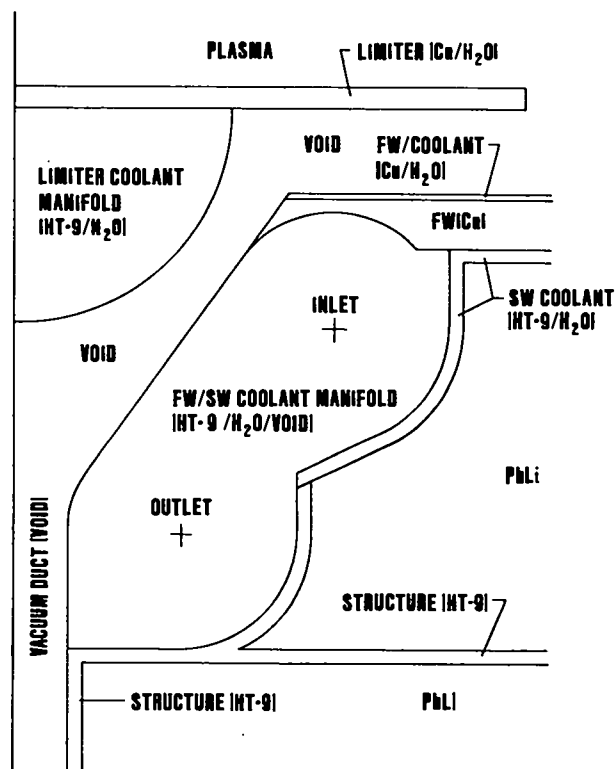 PLASMA
LIMITER |Cu/H2O|
VOID
FW/COOLANT
|Cu/H2O|
LIMITER COOLANT
MANIFOLD
|HT-9/H2O|
FW|Cu|
INLET
SW COOLANT
|HT-9/H2O|
VOID
FW/SW COOLANT MANIFOLD
|HT-9/H2O/VOID|
PbLi
OUTLET
VACUUM DUCT |VOID|
STRUCTURE |HT-9|
STRUCTURE |HT-9|
PbLi